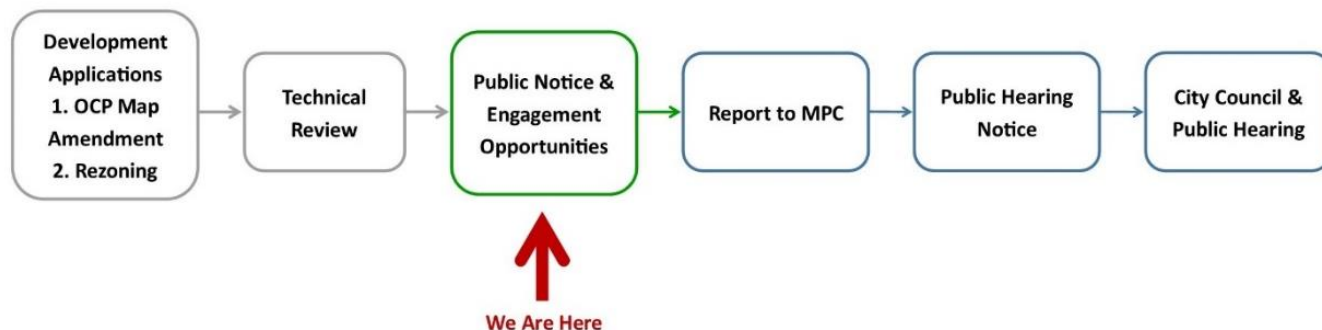 Development
Applications
1. OCP Map
Amendment
2. Rezoning
Technical
Review
Public Notice &
Engagement
Opportunities
Report to MPC
Public Hearing
Notice
City Council &
Public Hearing
We Are Here